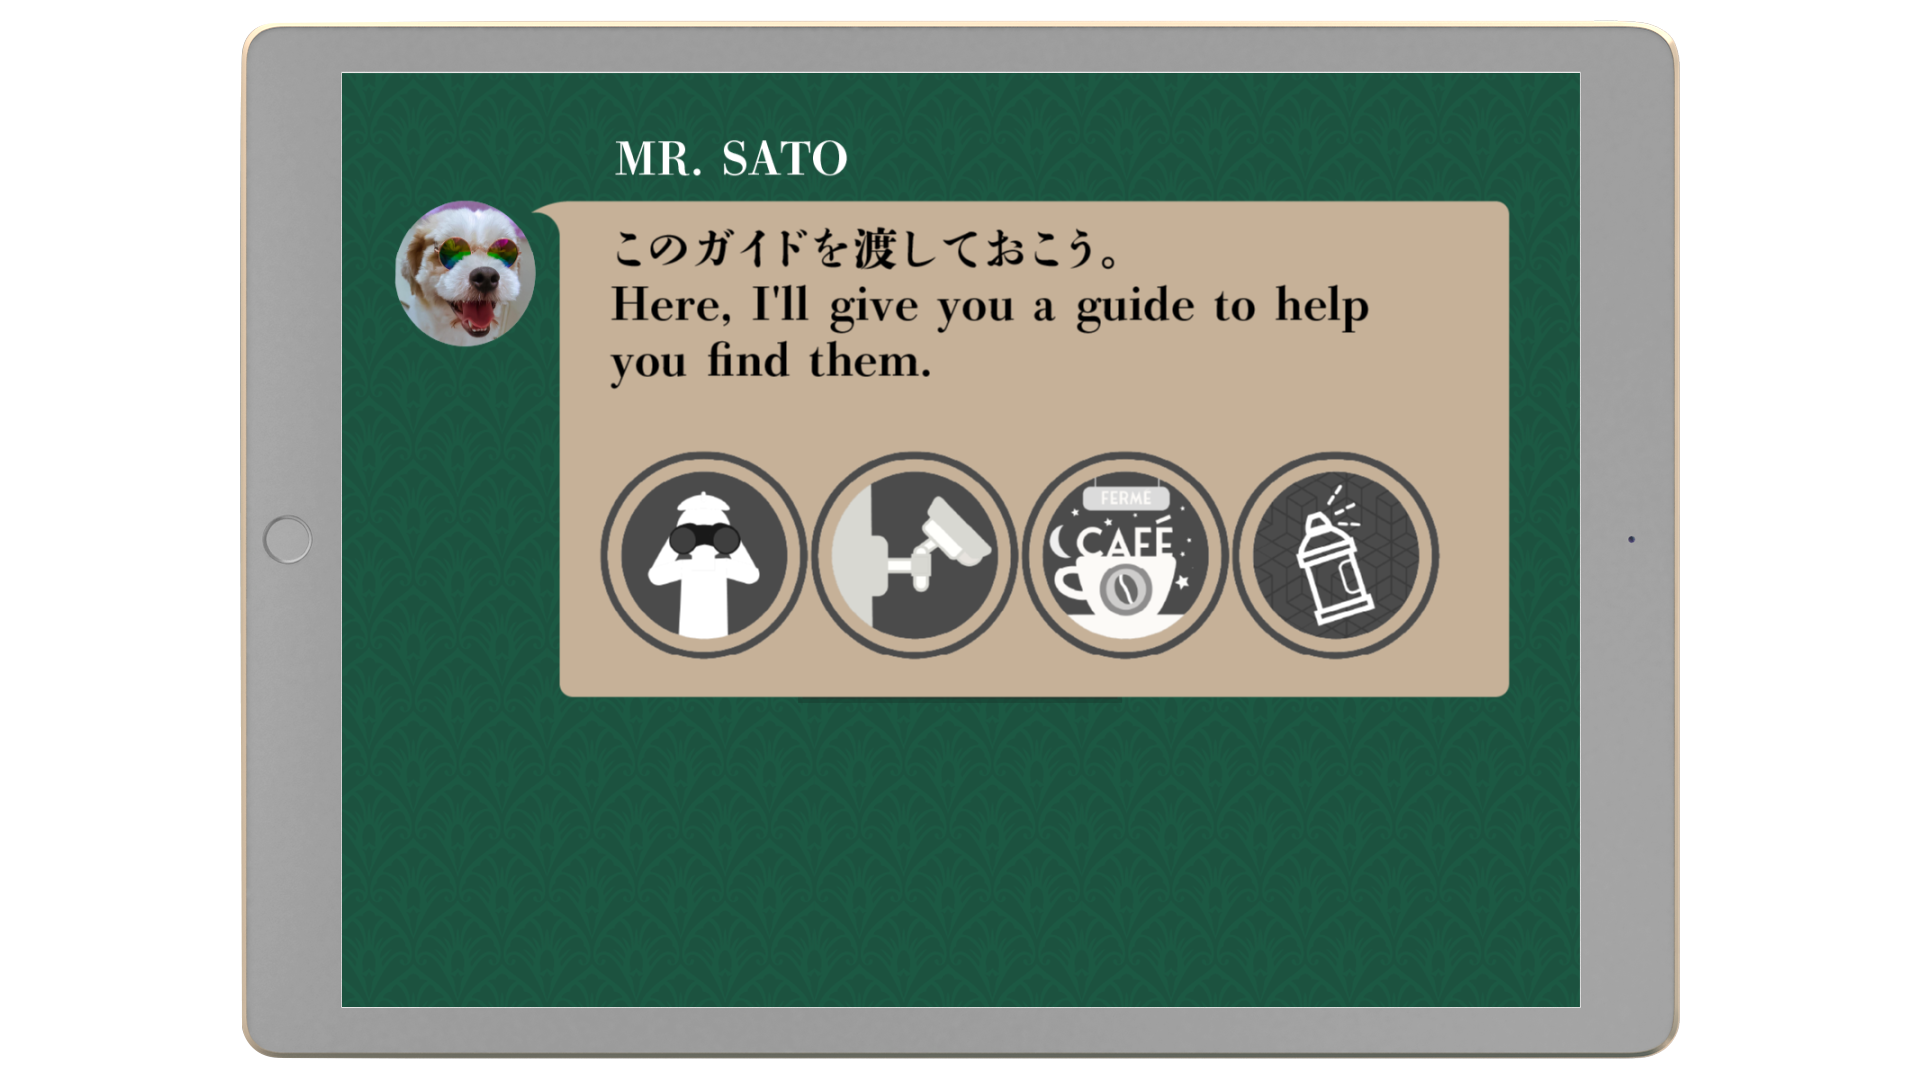 MR. SATO
このガイドを渡しておこう。
Here, I'll give you a guide to help
you find them.
FERME
CAFÉ